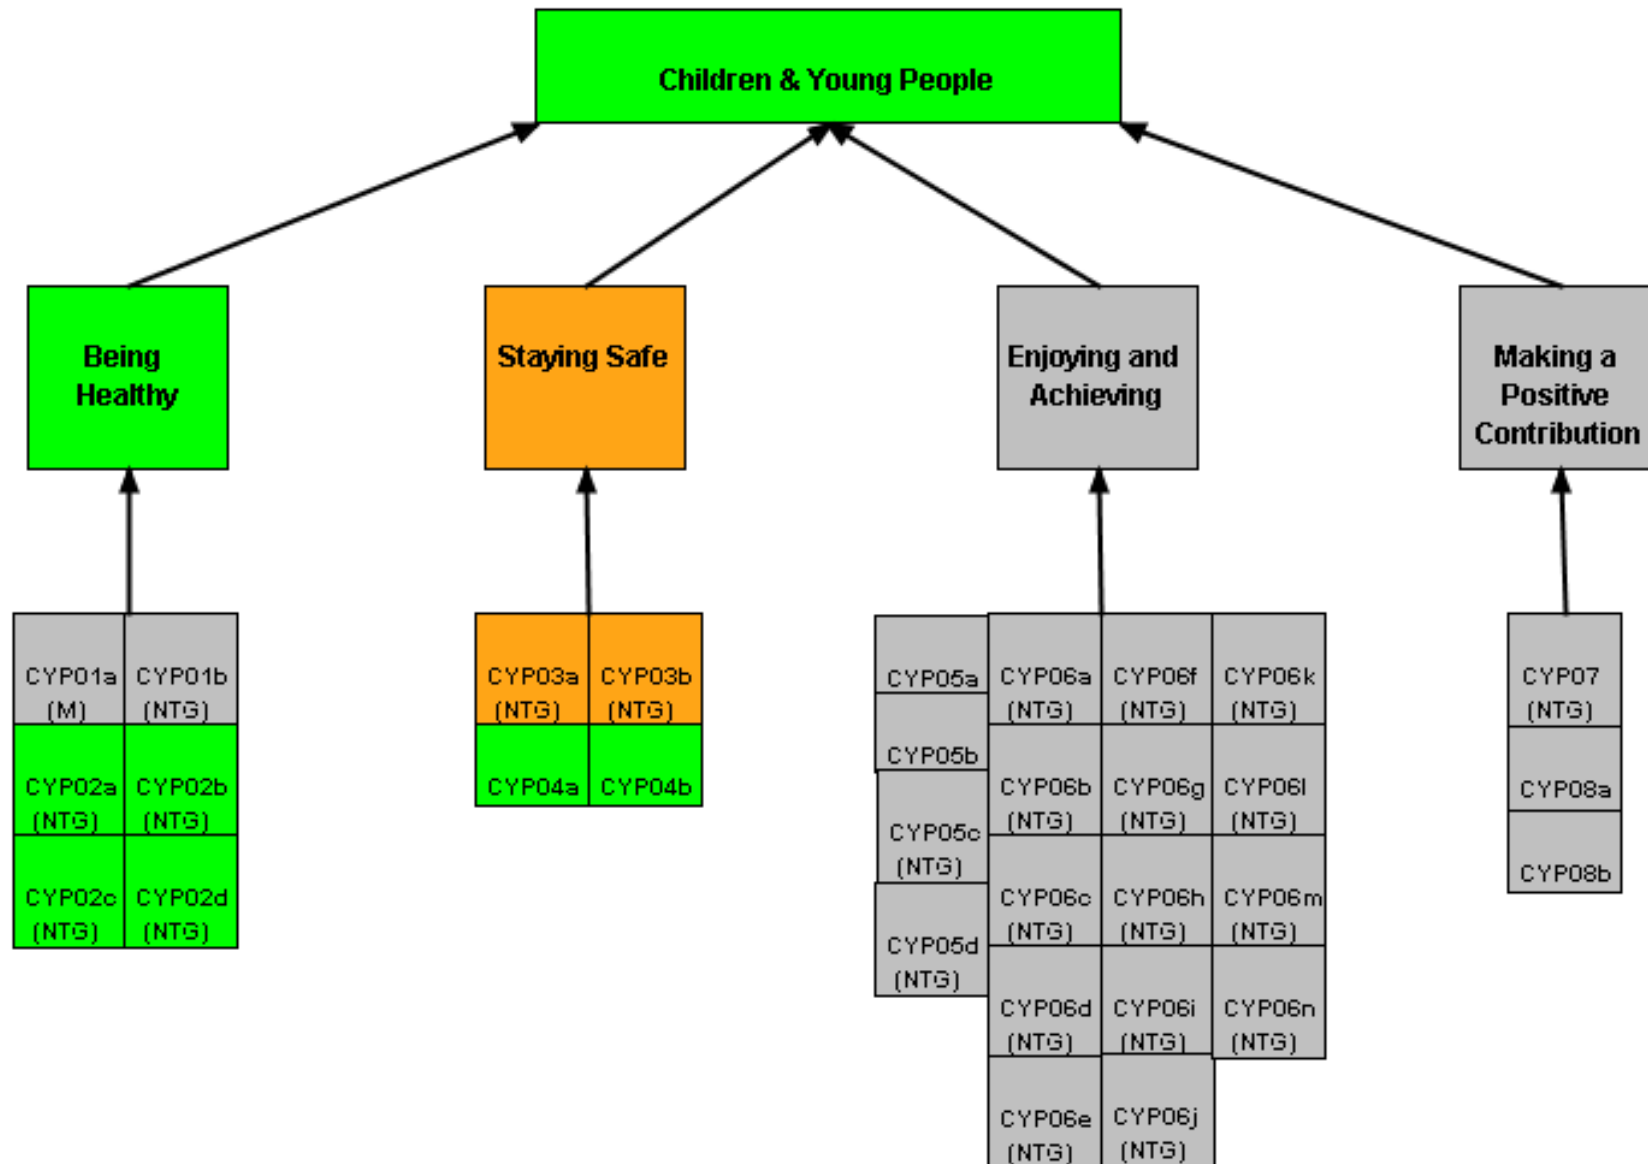 Children & Young People
Being
Healthy
Staying Safe
Enjoying and
Achieving
Making a
Positive
Contribution
CYP01a
(M)
CYP01b
(NTG)
CYP02a
(NTG)
CYP02b
(NTG)
CYP02c
(NTG)
CYP02d
(NTG)
CYP03a
(NTG)
CYP03b
(NTG)
CYP04a
CYP04b
CYP05a
CYP05b
CYP05c
(NTG)
CYP05d
(NTG)
CYP06a
(NTG)
CYP06f
(NTG)
CYP06k
(NTG)
CYP06b
(NTG)
CYP06g
(NTG)
CYP06l
(NTG)
CYP06c
(NTG)
CYP06h
(NTG)
CYP06m
(NTG)
CYP06d
(NTG)
CYP06i
(NTG)
CYP06n
(NTG)
CYP06e
(NTG)
CYP06j
(NTG)
CYP07
(NTG)
CYP08a
CYP08b